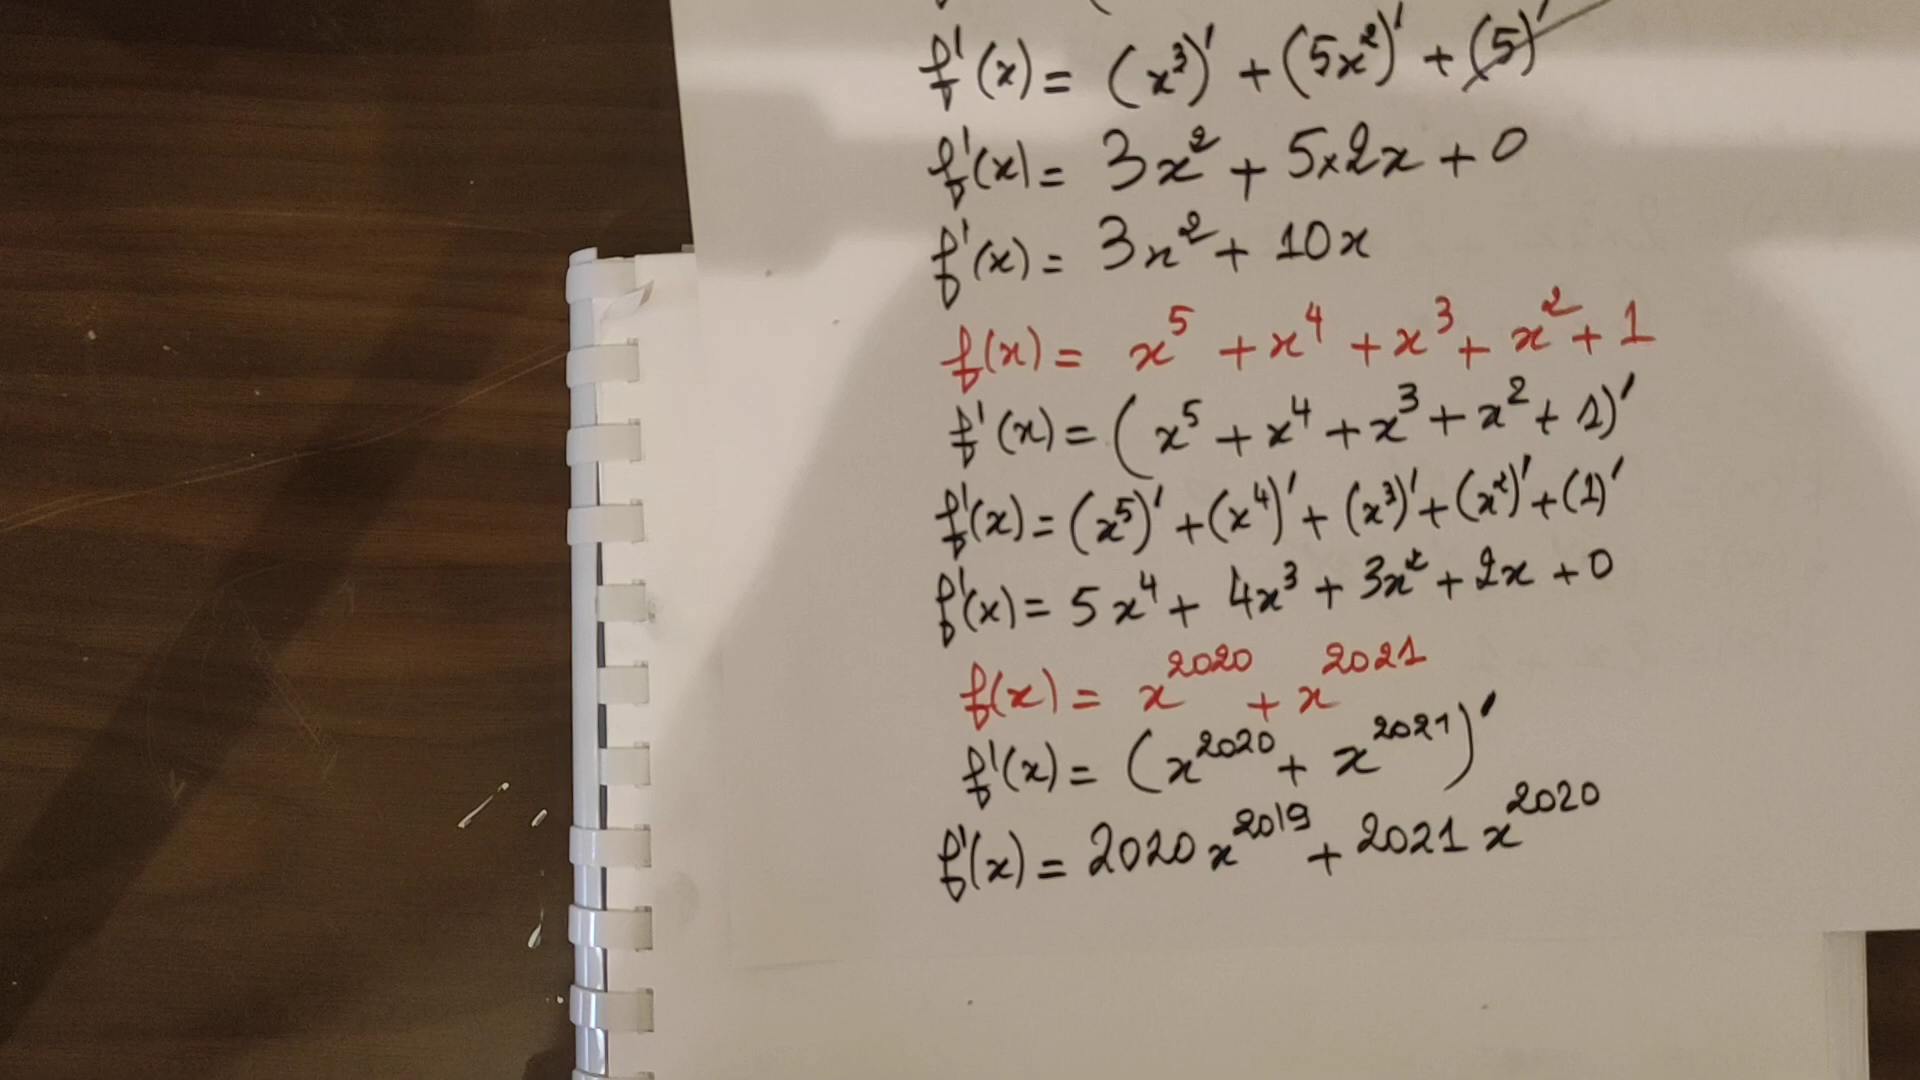 f'(x) = (x³)' + (5x²)' + (5)'
f'(x) = 3x² + 5×2x + 0
f'(x) = 3x² + 10x
f(x) = x⁵ + x⁴ + x³ + x² + 1
f'(x) = (x⁵ + x⁴ + x³ + x² + 1)'
f'(x) = (x⁵)' + (x⁴)' + (x³)' + (x²)' + (1)'
f'(x) = 5x⁴ + 4x³ + 3x² + 2x + 0
f(x) = x²⁰²⁰ + x²⁰²¹
f'(x) = (x²⁰²⁰ + x²⁰²¹)'
f'(x) = 2020x²⁰¹⁹ + 2021x²⁰²⁰